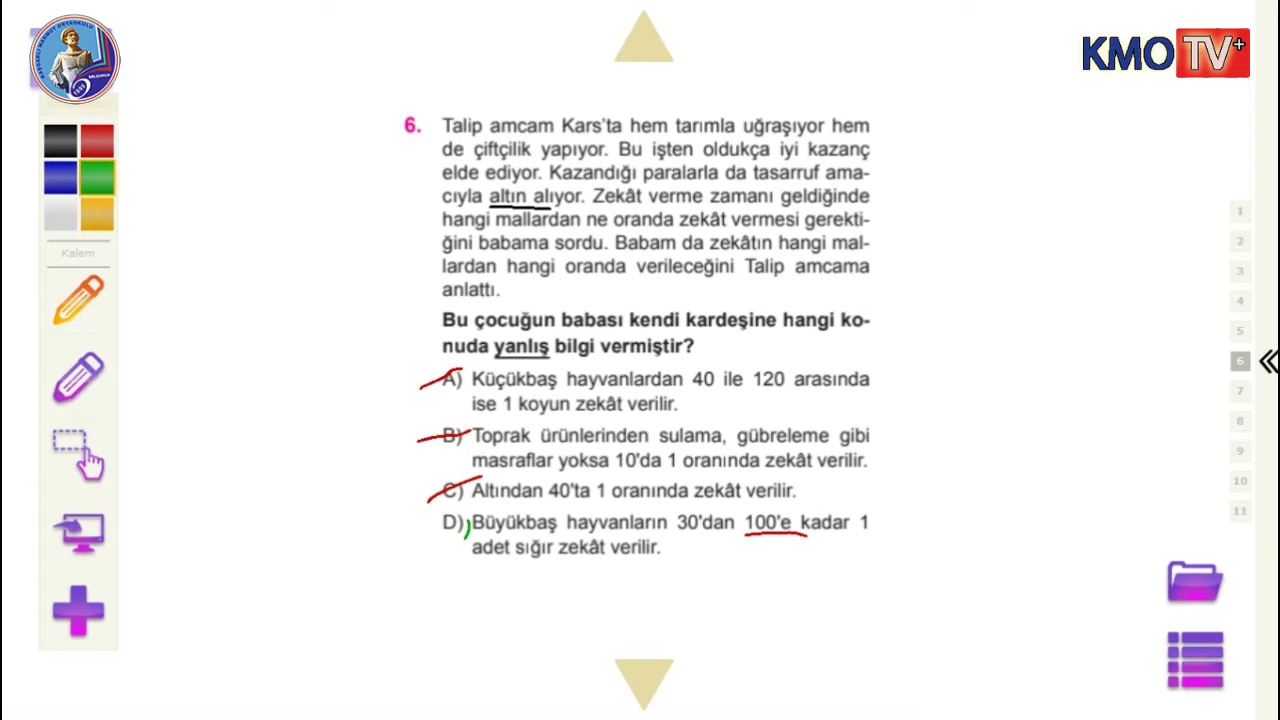 KMO TV+
Kalem
6. Talip amcam Kars'ta hem tarımla uğraşıyor hem
de çiftçilik yapıyor. Bu işten oldukça iyi kazanç
elde ediyor. Kazandığı paralarla da tasarruf ama-
cıyla altın alıyor. Zekât verme zamanı geldiğinde
hangi mallardan ne oranda zekât vermesi gerekti-
ğini babama sordu. Babam da zekâtın hangi mal-
lardan hangi oranda verileceğini Talip amcama
anlattı.
Bu çocuğun babası kendi kardeşine hangi ko-
nuda yanlış bilgi vermiştir?
A) Küçükbaş hayvanlardan 40 ile 120 arasında
ise 1 koyun zekât verilir.
B) Toprak ürünlerinden sulama, gübreleme gibi
masraflar yoksa 10'da 1 oranında zekât verilir.
C) Altından 40'ta 1 oranında zekât verilir.
D) Büyükbaş hayvanların 30'dan 100'e kadar 1
adet sığır zekât verilir.
1
2
3
4
5
6
7
8
9
10
11